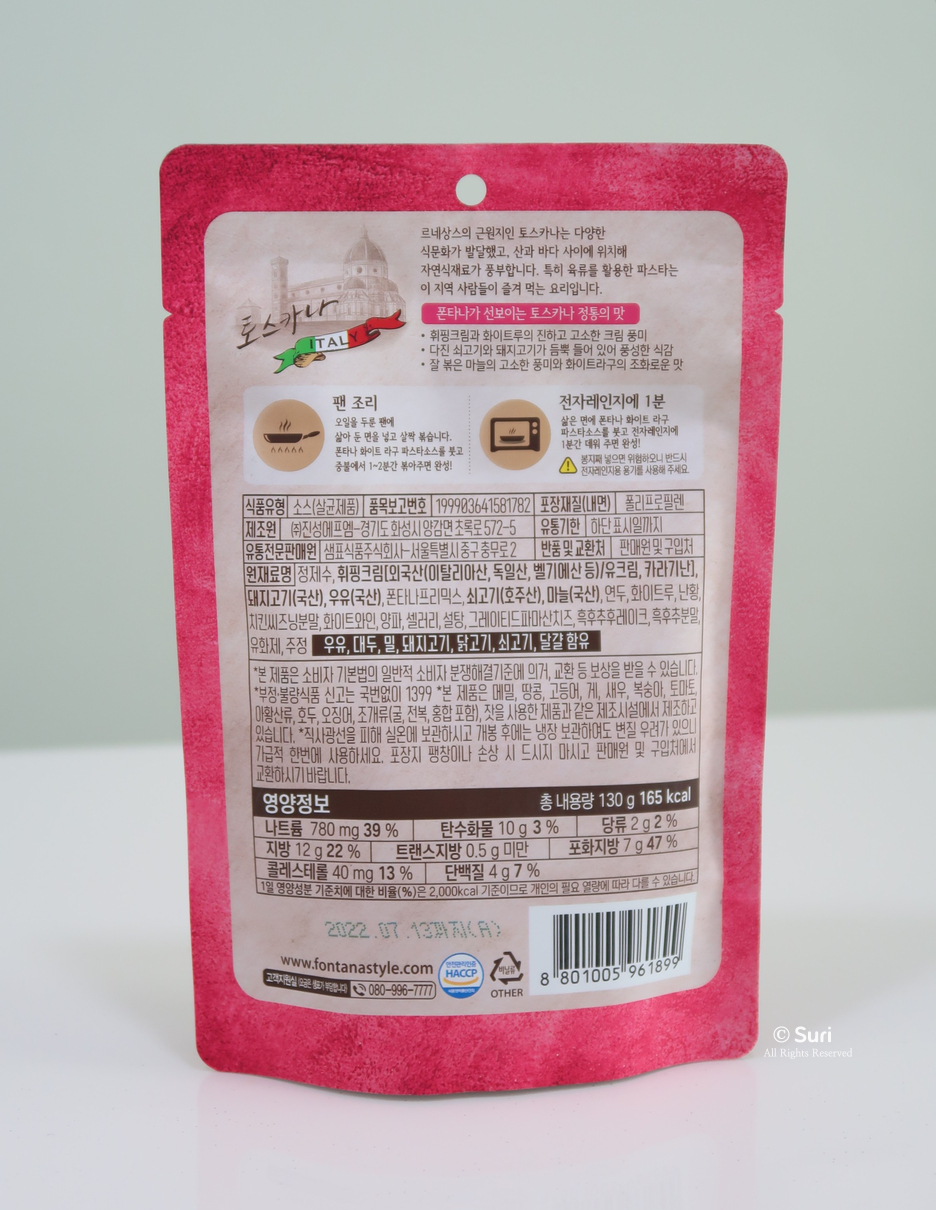 르네상스의 근원지인 토스카나는 다양한
식문화가 발달했고, 산과 바다 사이에 위치해
자연식재료가 풍부합니다. 특히 육류를 활용한 파스타는
이 지역 사람들이 즐겨 먹는 요리입니다.
토스카나
ITALY
폰타나가 선보이는 토스카나 정통의 맛
• 휘핑크림과 화이트루의 진하고 고소한 크림 풍미
• 다진 쇠고기와 돼지고기가 듬뿍 들어 있어 풍성한 식감
• 잘 볶은 마늘의 고소한 풍미와 화이트라구의 조화로운 맛
팬 조리
오일을 두룬 팬에
삶아 둔 면을 넣고 살짝 볶습니다.
폰타나 화이트 라구 파스타소스를 붓고
중불에서 1~2분간 볶아주면 완성!
전자레인지에 1분
삶은 면에 폰타나 화이트 라구
파스타소스를 붓고 전자레인지에
1분간 데워 주면 완성!
봉지째 넣으면 위험하오니 반드시
전자레인지용 용기를 사용해 주세요.
식품유형 소스(살균제품) 품목보고번호 199903641581782 포장재질(내면) 폴리프로필렌
제조원 ㈜진성에프엠-경기도 화성시 양감면 초록로 572-5 유통기한 하단 표시일까지
유통전문판매원 샘표식품주식회사-서울특별시 중구 충무로 2 반품 및 교환처 판매원 및 구입처
원재료명 정제수, 휘핑크림[외국산(이탈리아산, 독일산, 벨기에산 등)/유크림, 카라기난],
돼지고기(국산), 우유(국산), 폰타나프리믹스, 쇠고기(호주산), 마늘(국산), 연두, 화이트루, 난황,
치킨씨즈닝분말, 화이트와인, 양파, 셀러리, 설탕, 그레이티드파마산치즈, 흑후추후레이크, 흑후추분말,
유화제, 주정 우유, 대두, 밀, 돼지고기, 닭고기, 쇠고기, 달걀 함유
*본 제품은 소비자 기본법의 일반적 소비자 분쟁해결기준에 의거, 교환 등 보상을 받을 수 있습니다.
*부정·불량식품 신고는 국번없이 1399 *본 제품은 메밀, 땅콩, 고등어, 게, 새우, 복숭아, 토마토,
아황산류, 호두, 오징어, 조개류(굴, 전복, 홍합 포함), 잣을 사용한 제품과 같은 제조시설에서 제조하고
있습니다. *직사광선을 피해 실온에 보관하시고 개봉 후에는 냉장 보관하여도 변질 우려가 있으니
가급적 한번에 사용하세요. 포장지 팽창이나 손상 시 드시지 마시고 판매원 및 구입처에서
교환하시기 바랍니다.
영양정보 총 내용량 130 g 165 kcal
나트륨 780 mg 39 % 탄수화물 10 g 3 % 당류 2 g 2 %
지방 12 g 22 % 트랜스지방 0.5 g 미만 포화지방 7 g 47 %
콜레스테롤 40 mg 13 % 단백질 4 g 7 %
1일 영양성분 기준치에 대한 비율(%)은 2,000kcal 기준이므로 개인의 필요 열량에 따라 다를 수 있습니다.
2022.07.13까지(A)
www.fontanastyle.com
고객지원실 (요금은 샘표가 부담합니다) 080-996-7777
안전관리인증
HACCP
식품의약품안전처
비닐류
OTHER
8 801005 961899
© Suri
All Rights Reserved